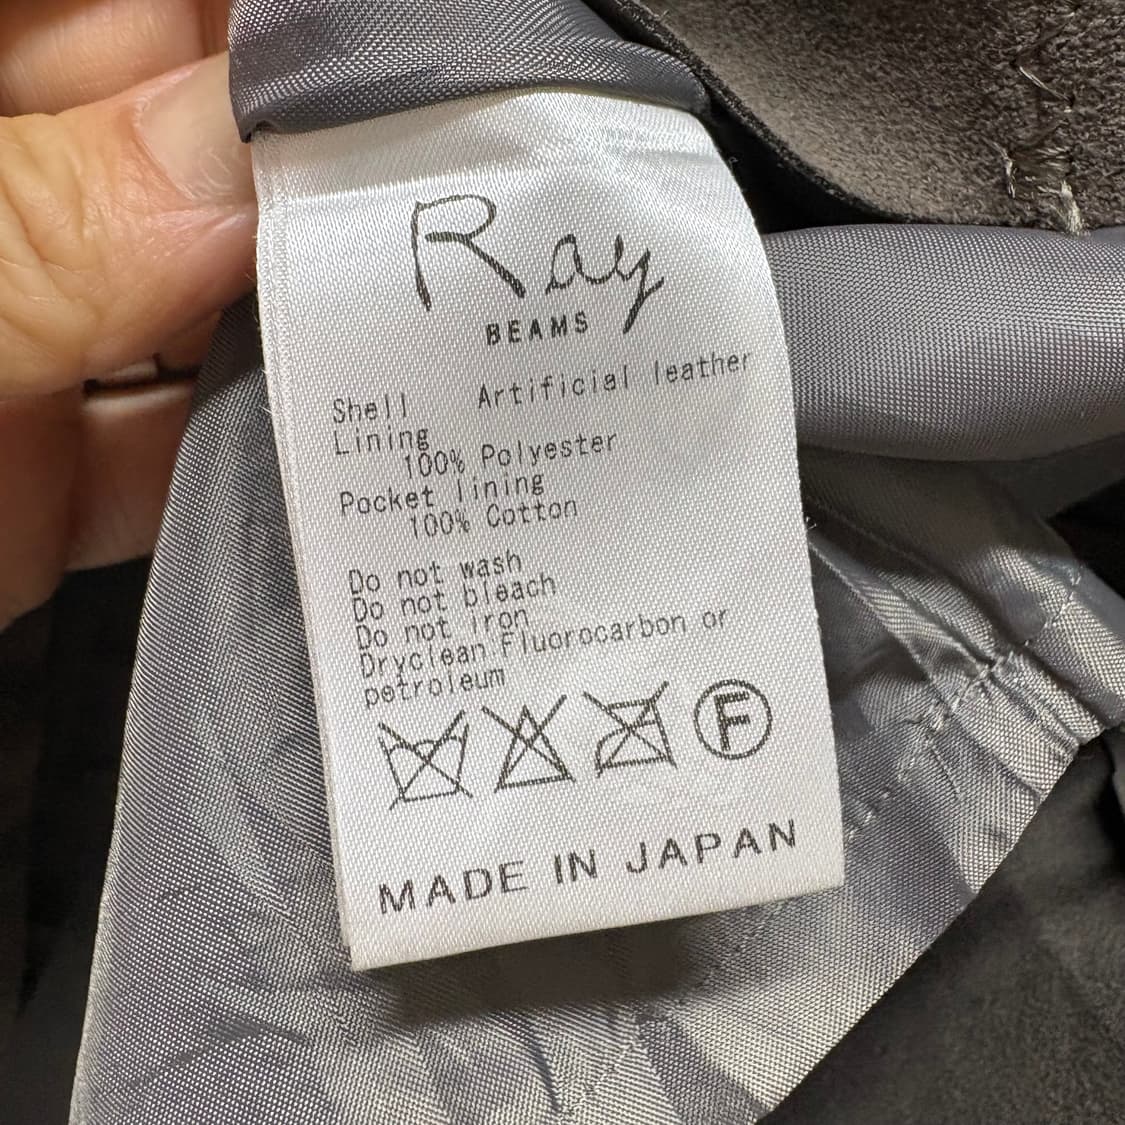 Ray
BEAMS
Shell Artificial leather
Lining
100% Polyester
Pocket lining
100% Cotton
Do not wash
Do not bleach
Do not iron
Dryclean Fluorocarbon or
petroleum
F
MADE IN JAPAN